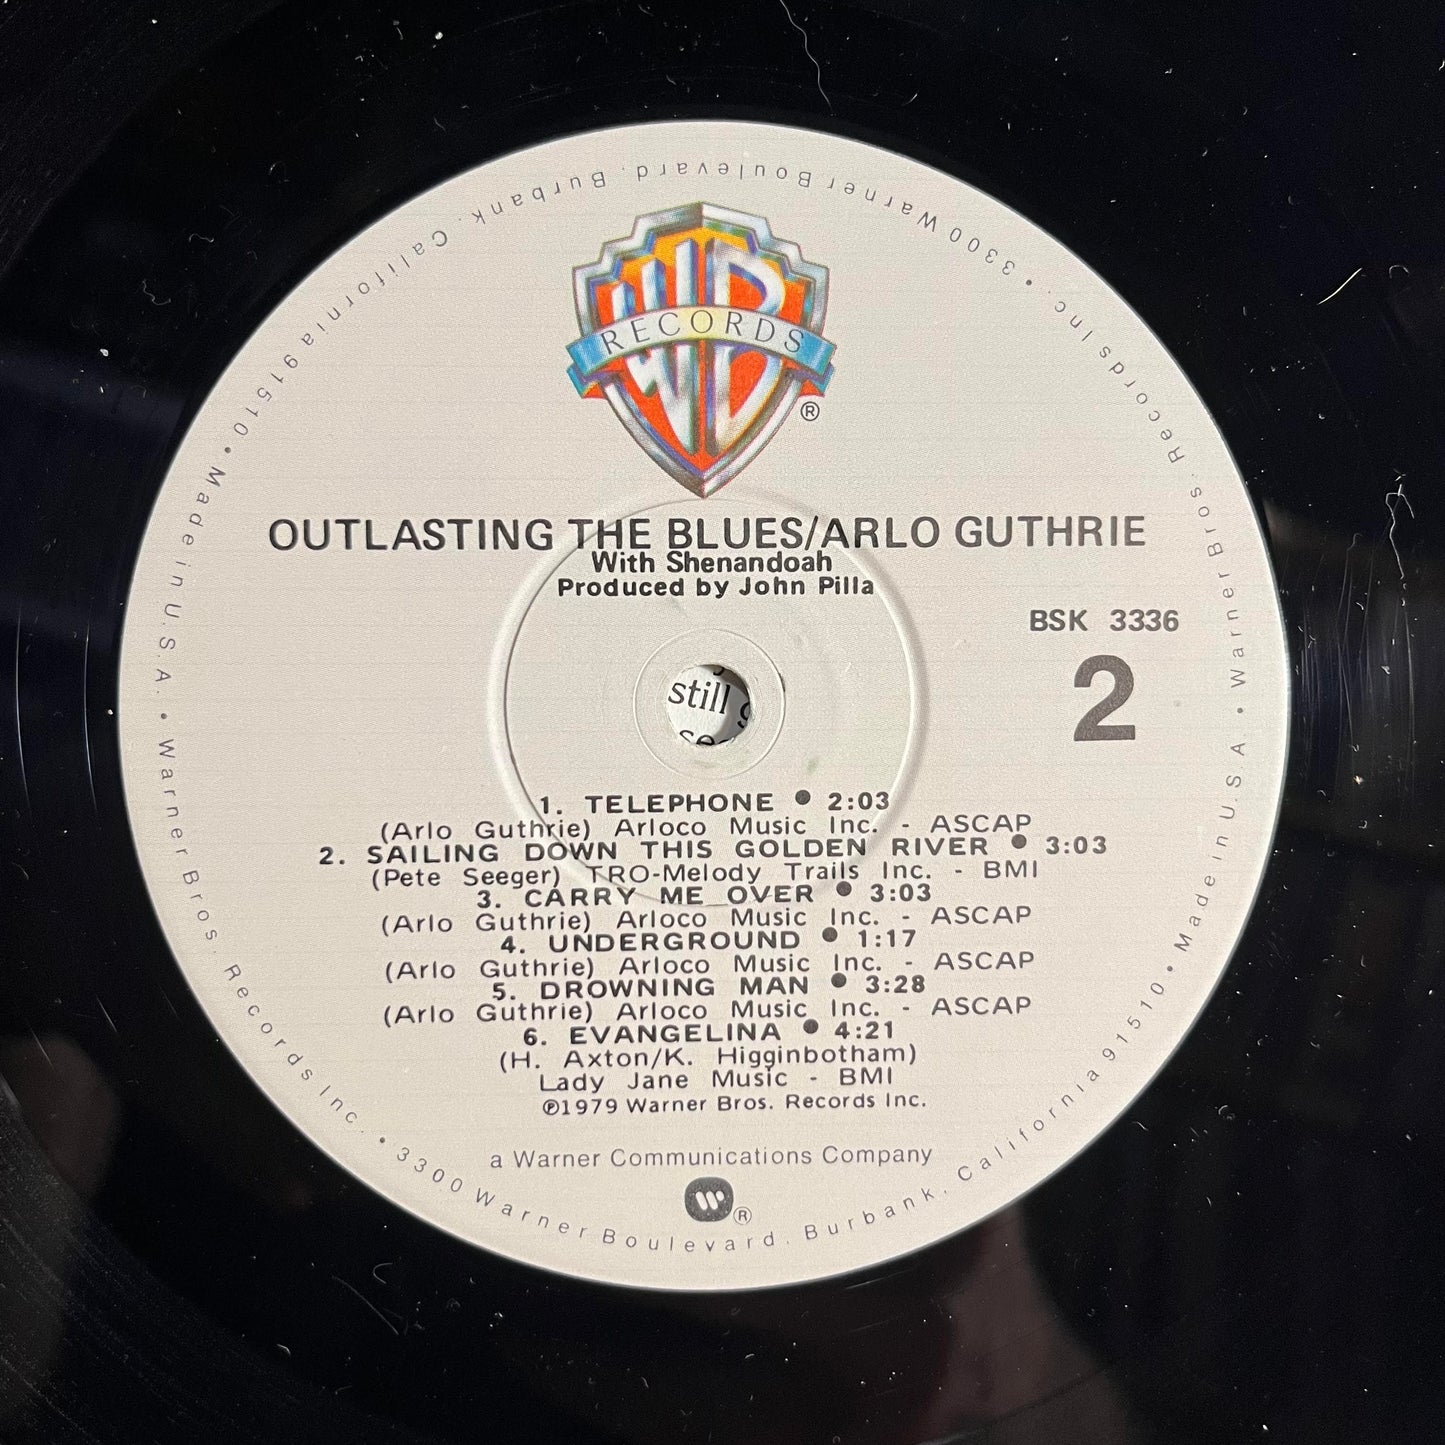 WB
RECORDS
®
OUTLASTING THE BLUES/ARLO GUTHRIE
With Shenandoah
Produced by John Pilla
BSK 3336
2
still
1. TELEPHONE • 2:03
(Arlo Guthrie) Arloco Music Inc. - ASCAP
2. SAILING DOWN THIS GOLDEN RIVER • 3:03
(Pete Seeger) TRO-Melody Trails Inc. - BMI
3. CARRY ME OVER • 3:03
(Arlo Guthrie) Arloco Music Inc. - ASCAP
4. UNDERGROUND • 1:17
(Arlo Guthrie) Arloco Music Inc. - ASCAP
5. DROWNING MAN • 3:28
(Arlo Guthrie) Arloco Music Inc. - ASCAP
6. EVANGELINA • 4:21
(H. Axton/K. Higginbotham)
Lady Jane Music - BMI
℗1979 Warner Bros. Records Inc.
a Warner Communications Company
®
Warner Bros. Records Inc. • 3300 Warner Boulevard. Burbank. California 91510 • Made in U.S.A. • Warner Bros. Records Inc. • 3300 Warner Boulevard. Burbank. California 91510 • Made in U.S.A. •